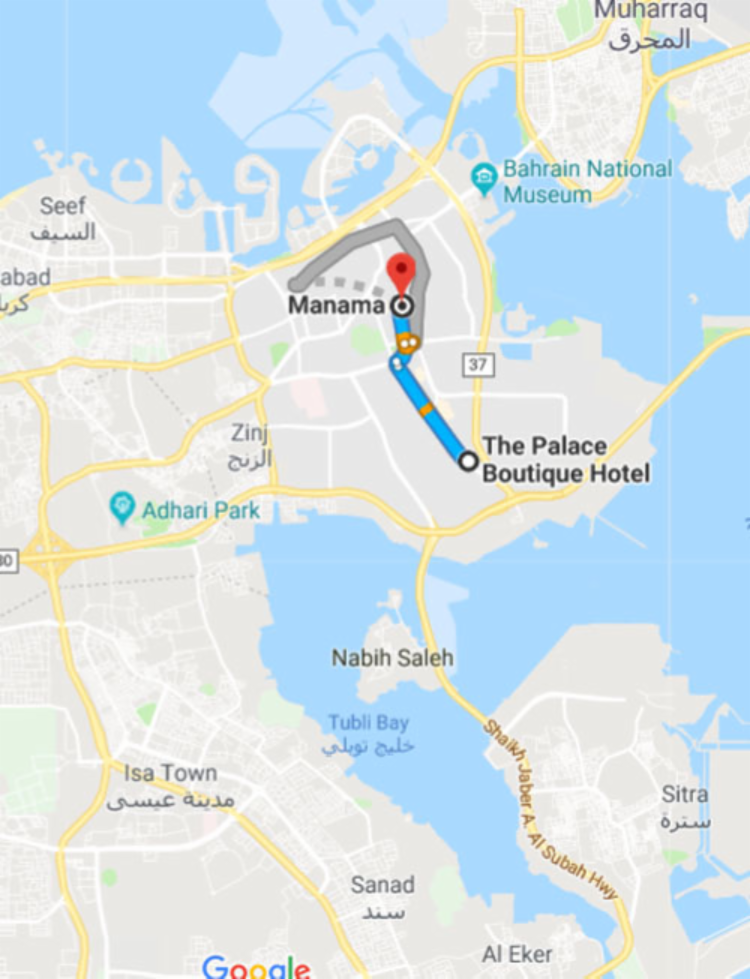 Muharraq
المحرق
Bahrain National
Museum
Seef
السيف
abad
Manama
37
The Palace
Boutique Hotel
Zinj
الزنج
Adhari Park
Nabih Saleh
Tubli Bay
خليج توبلي
Shaikh Jaber A. Al Subah Hwy
Isa Town
مدينة عيسى
Sitra
سترة
Sanad
سند
Al Eker
Google